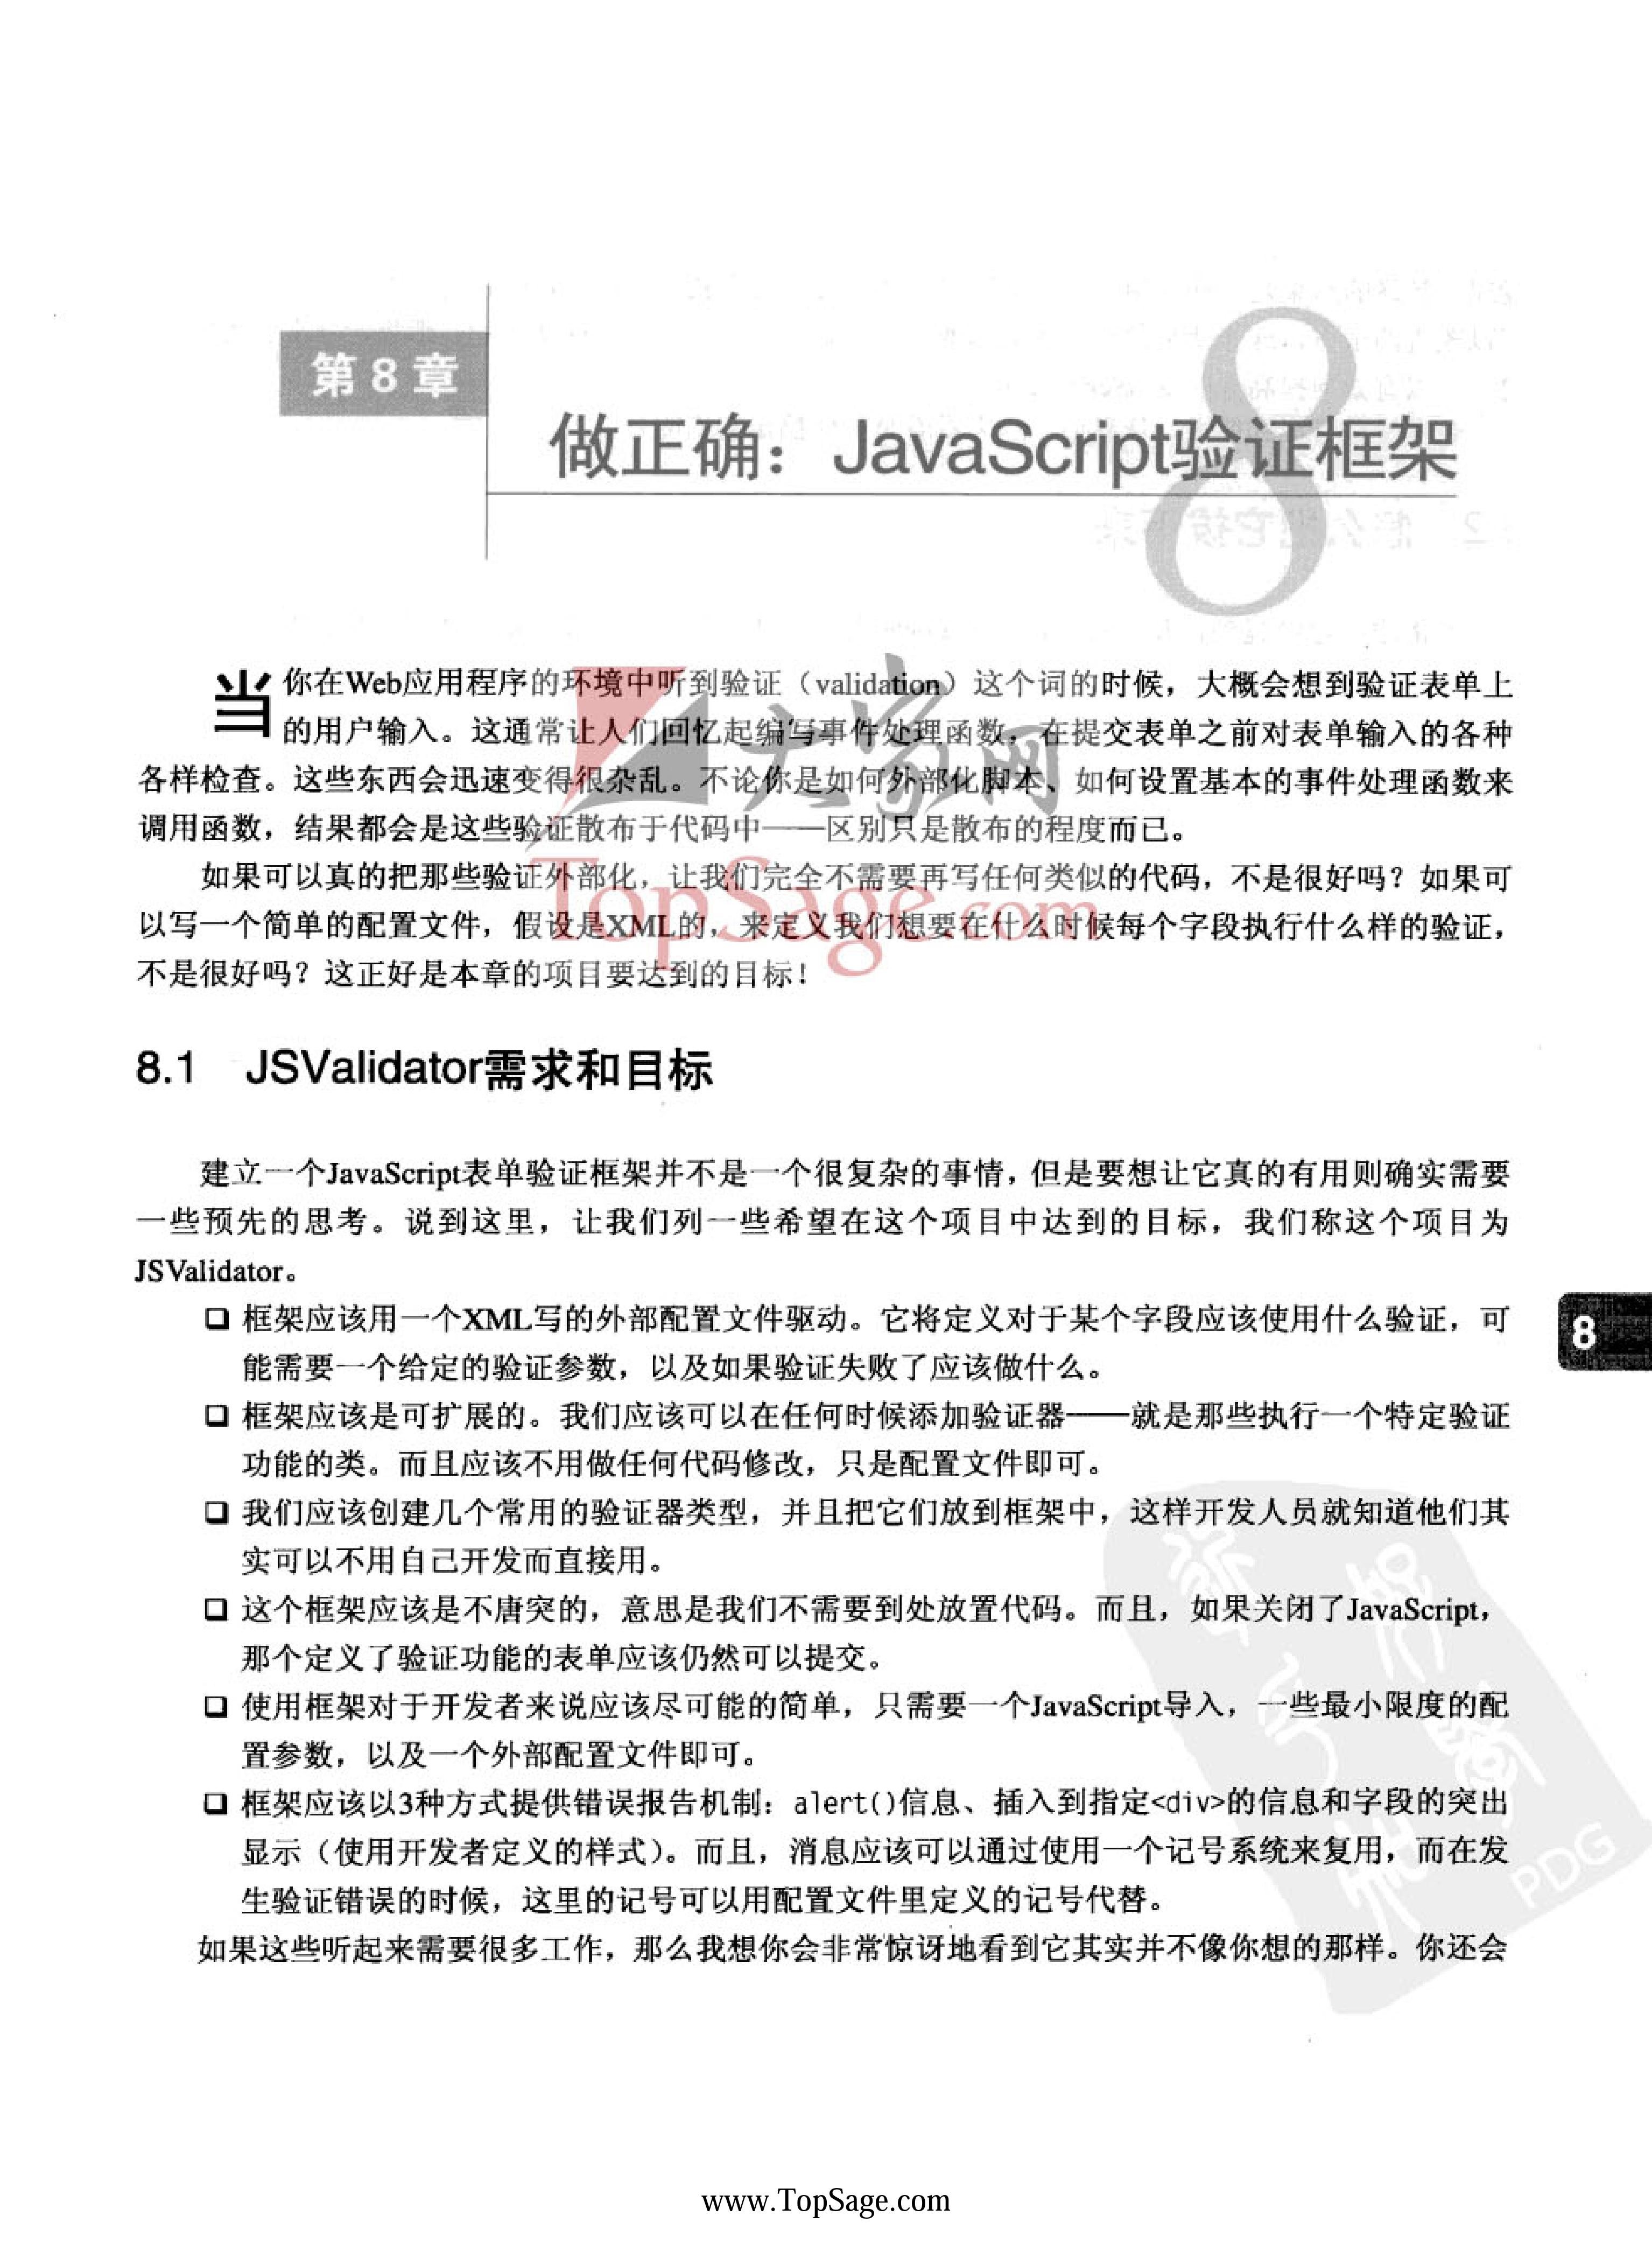 第8章
做正确：JavaScript验证框架
当你在Web应用程序的环境中听到验证（validation）这个词的时候，大概会想到验证表单上
的用户输入。这通常让人们回忆起编写事件处理函数，在提交表单之前对表单输入的各种
各样检查。这些东西会迅速变得很杂乱。不论你是如何外部化脚本、如何设置基本的事件处理函数来
调用函数，结果都会是这些验证散布于代码中——区别只是散布的程度而已。
如果可以真的把那些验证外部化，让我们完全不需要再写任何类似的代码，不是很好吗？如果可
以写一个简单的配置文件，假设是XML的，来定义我们想要在什么时候每个字段执行什么样的验证，
不是很好吗？这正好是本章的项目要达到的目标！
大家网
TopSage.com
8.1 JSValidator需求和目标
建立一个JavaScript表单验证框架并不是一个很复杂的事情，但是要想让它真的有用则确实需要
一些预先的思考。说到这里，让我们列一些希望在这个项目中达到的目标，我们称这个项目为
JSValidator。
❑ 框架应该用一个XML写的外部配置文件驱动。它将定义对于某个字段应该使用什么验证，可
能需要一个给定的验证参数，以及如果验证失败了应该做什么。
❑ 框架应该是可扩展的。我们应该可以在任何时候添加验证器——就是那些执行一个特定验证
功能的类。而且应该不用做任何代码修改，只是配置文件即可。
❑ 我们应该创建几个常用的验证器类型，并且把它们放到框架中，这样开发人员就知道他们其
实可以不用自己开发而直接用。
❑ 这个框架应该是不唐突的，意思是我们不需要到处放置代码。而且，如果关闭了JavaScript，
那个定义了验证功能的表单应该仍然可以提交。
❑ 使用框架对于开发者来说应该尽可能的简单，只需要一个JavaScript导入，一些最小限度的配
置参数，以及一个外部配置文件即可。
❑ 框架应该以3种方式提供错误报告机制：alert()信息、插入到指定<div>的信息和字段的突出
显示（使用开发者定义的样式）。而且，消息应该可以通过使用一个记号系统来复用，而在发
生验证错误的时候，这里的记号可以用配置文件里定义的记号代替。
如果这些听起来需要很多工作，那么我想你会非常惊讶地看到它其实并不像你想的那样。你还会
8
PDG
www.TopSage.com